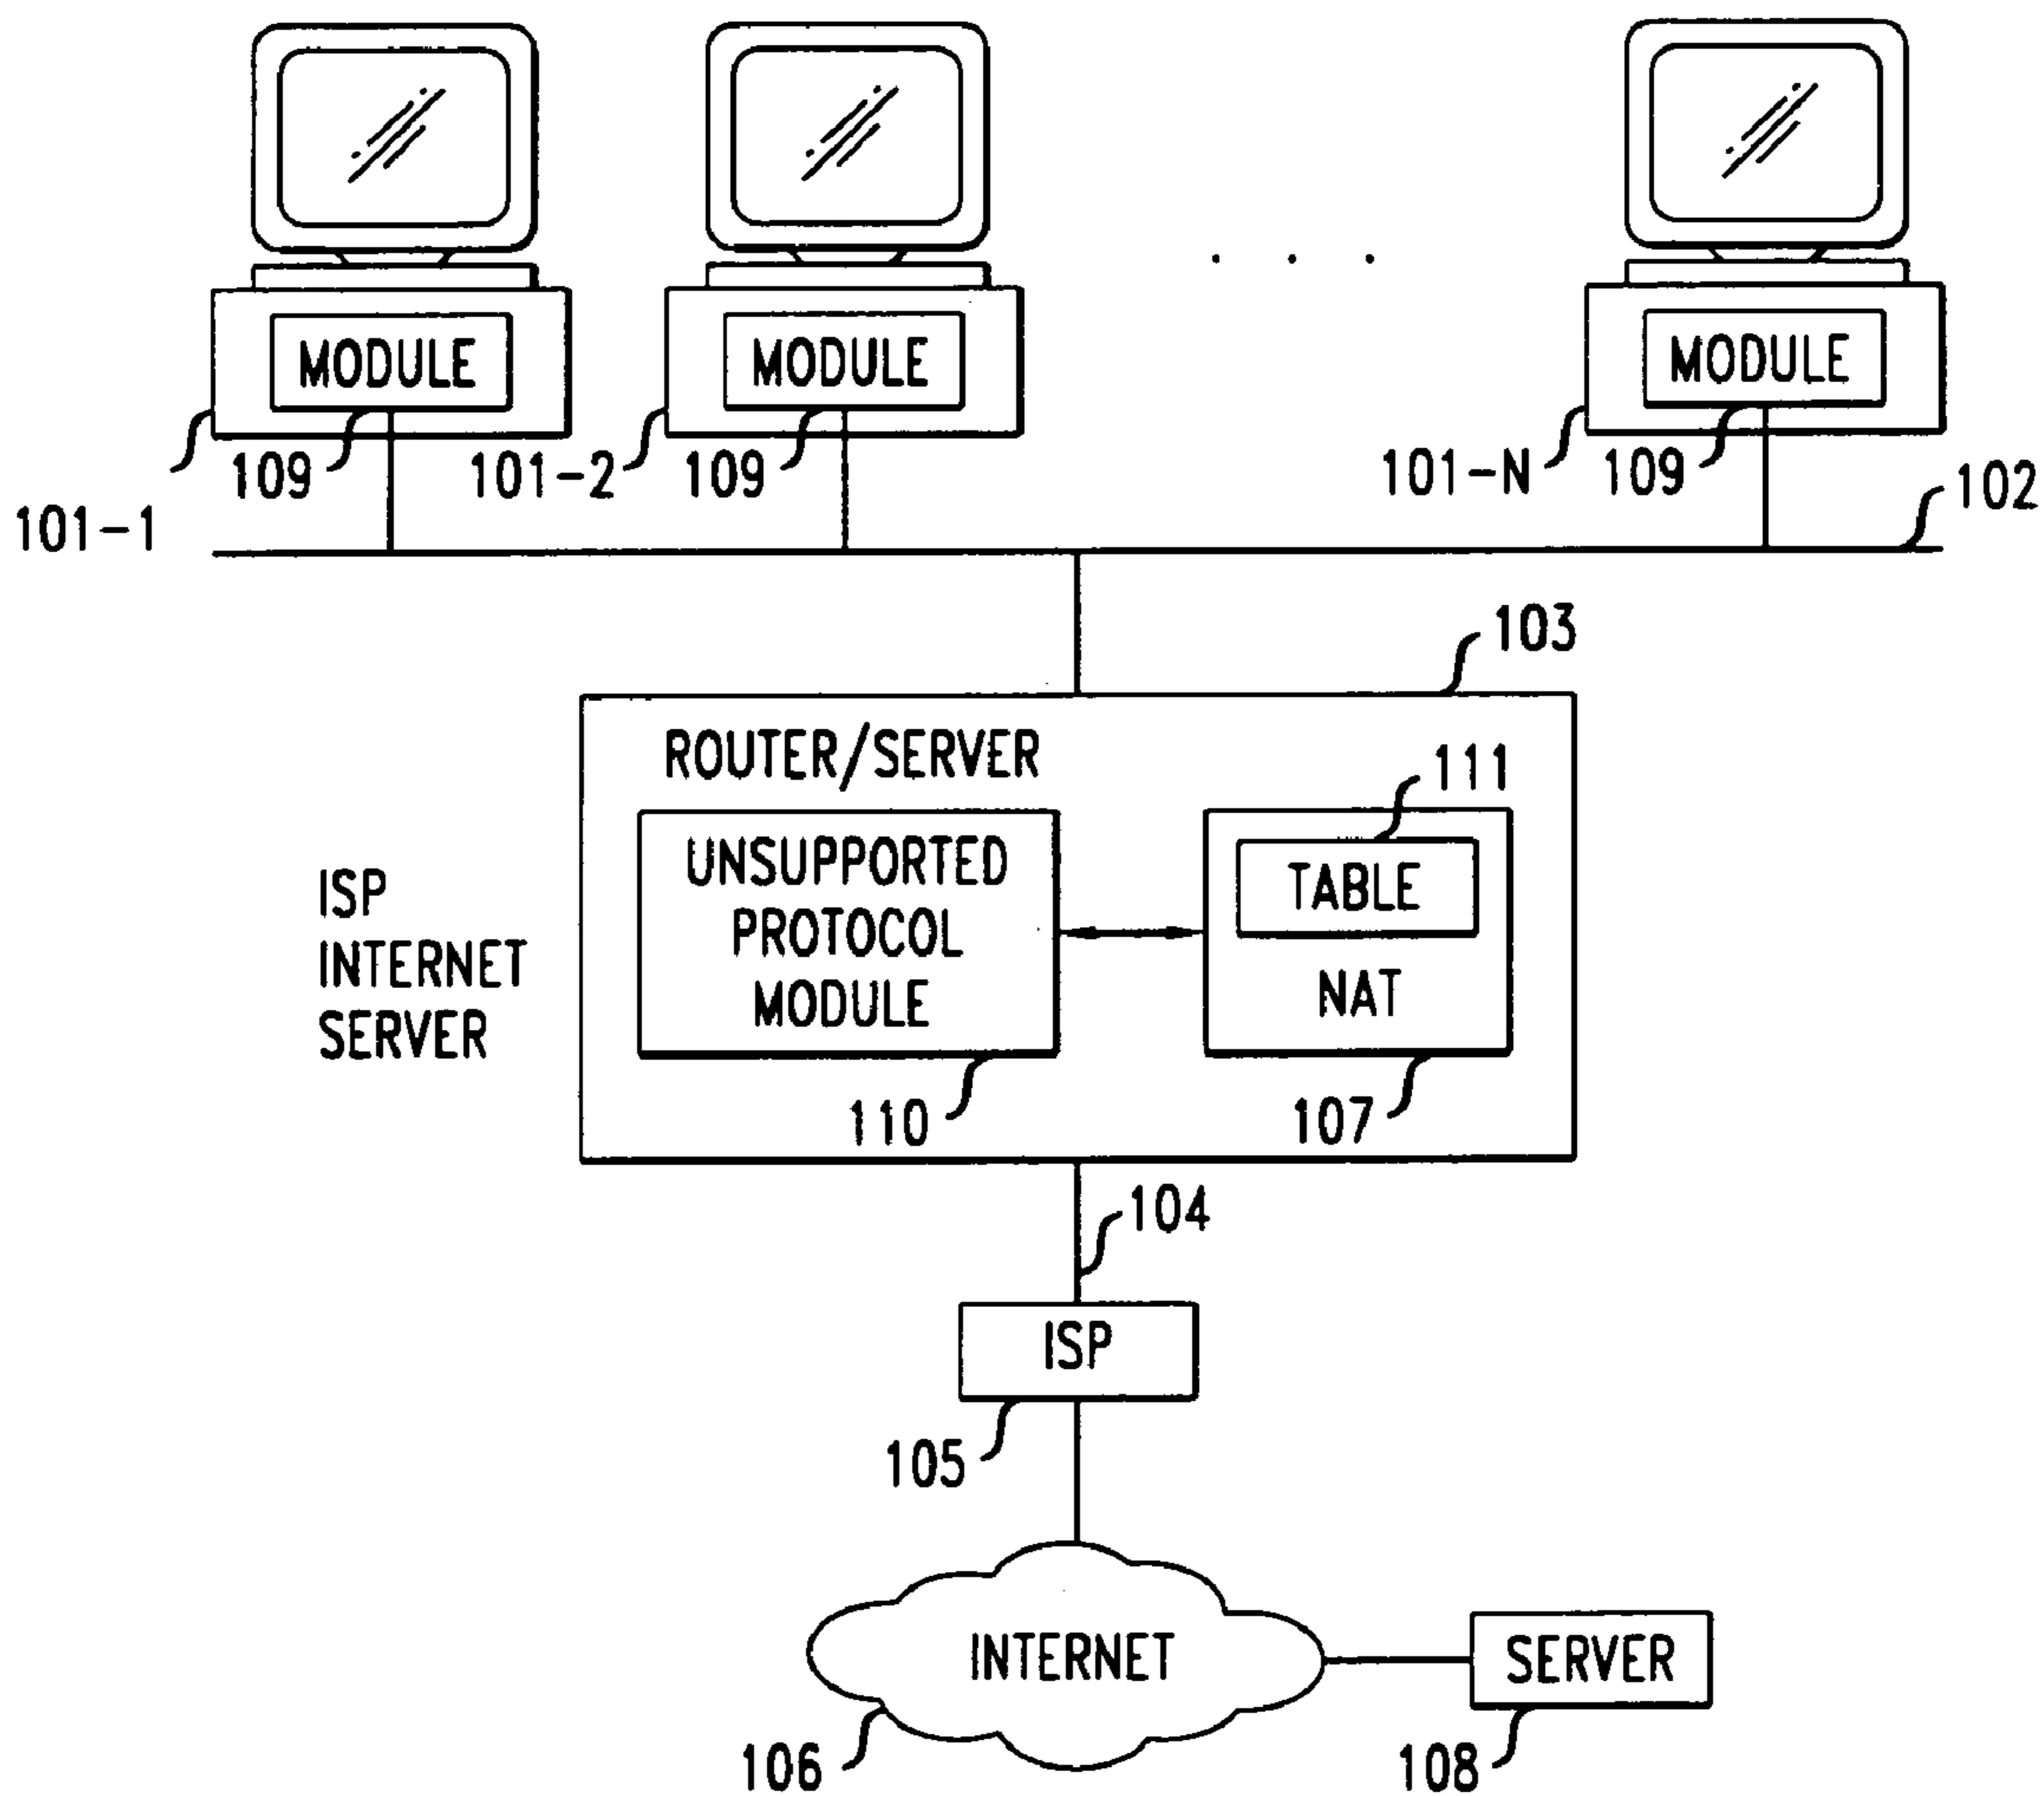 MODULE
MODULE
MODULE
109
101-2
109
101-N
109
102
101-1
103
ROUTER/SERVER
111
UNSUPPORTED
PROTOCOL
MODULE
TABLE
NAT
ISP
INTERNET
SERVER
110
107
104
ISP
105
INTERNET
SERVER
106
108